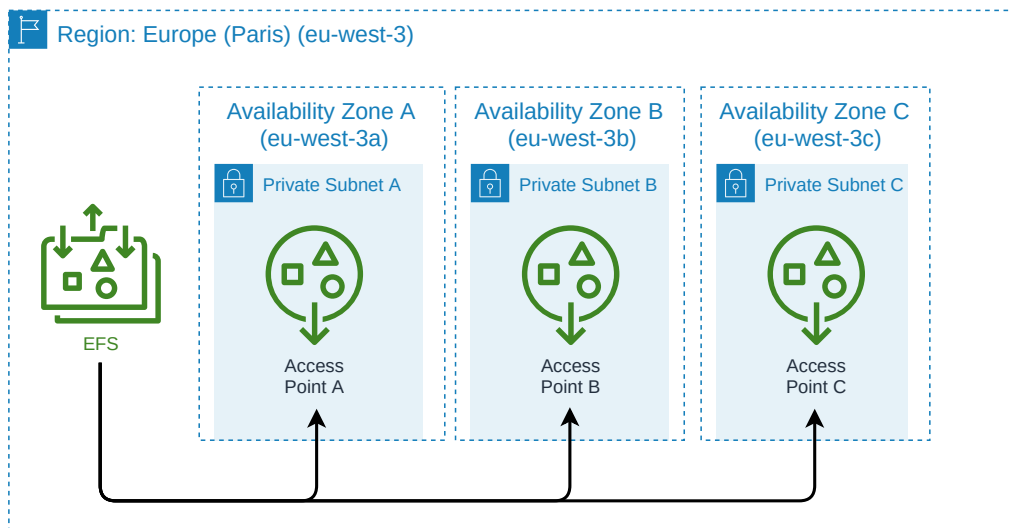 Region: Europe (Paris) (eu-west-3)
Availability Zone A
(eu-west-3a)
Private Subnet A
Access
Point A
Availability Zone B
(eu-west-3b)
Private Subnet B
Access
Point B
Availability Zone C
(eu-west-3c)
Private Subnet C
Access
Point C
EFS